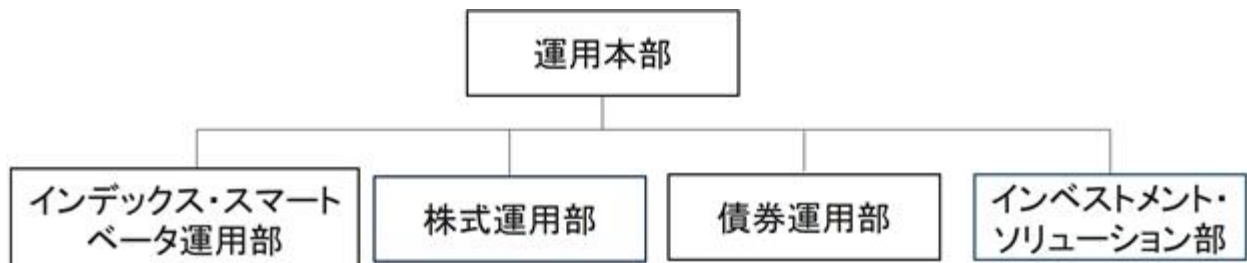 運用本部
インデックス・スマート
ベータ運用部
株式運用部
債券運用部
インベストメント・
ソリューション部